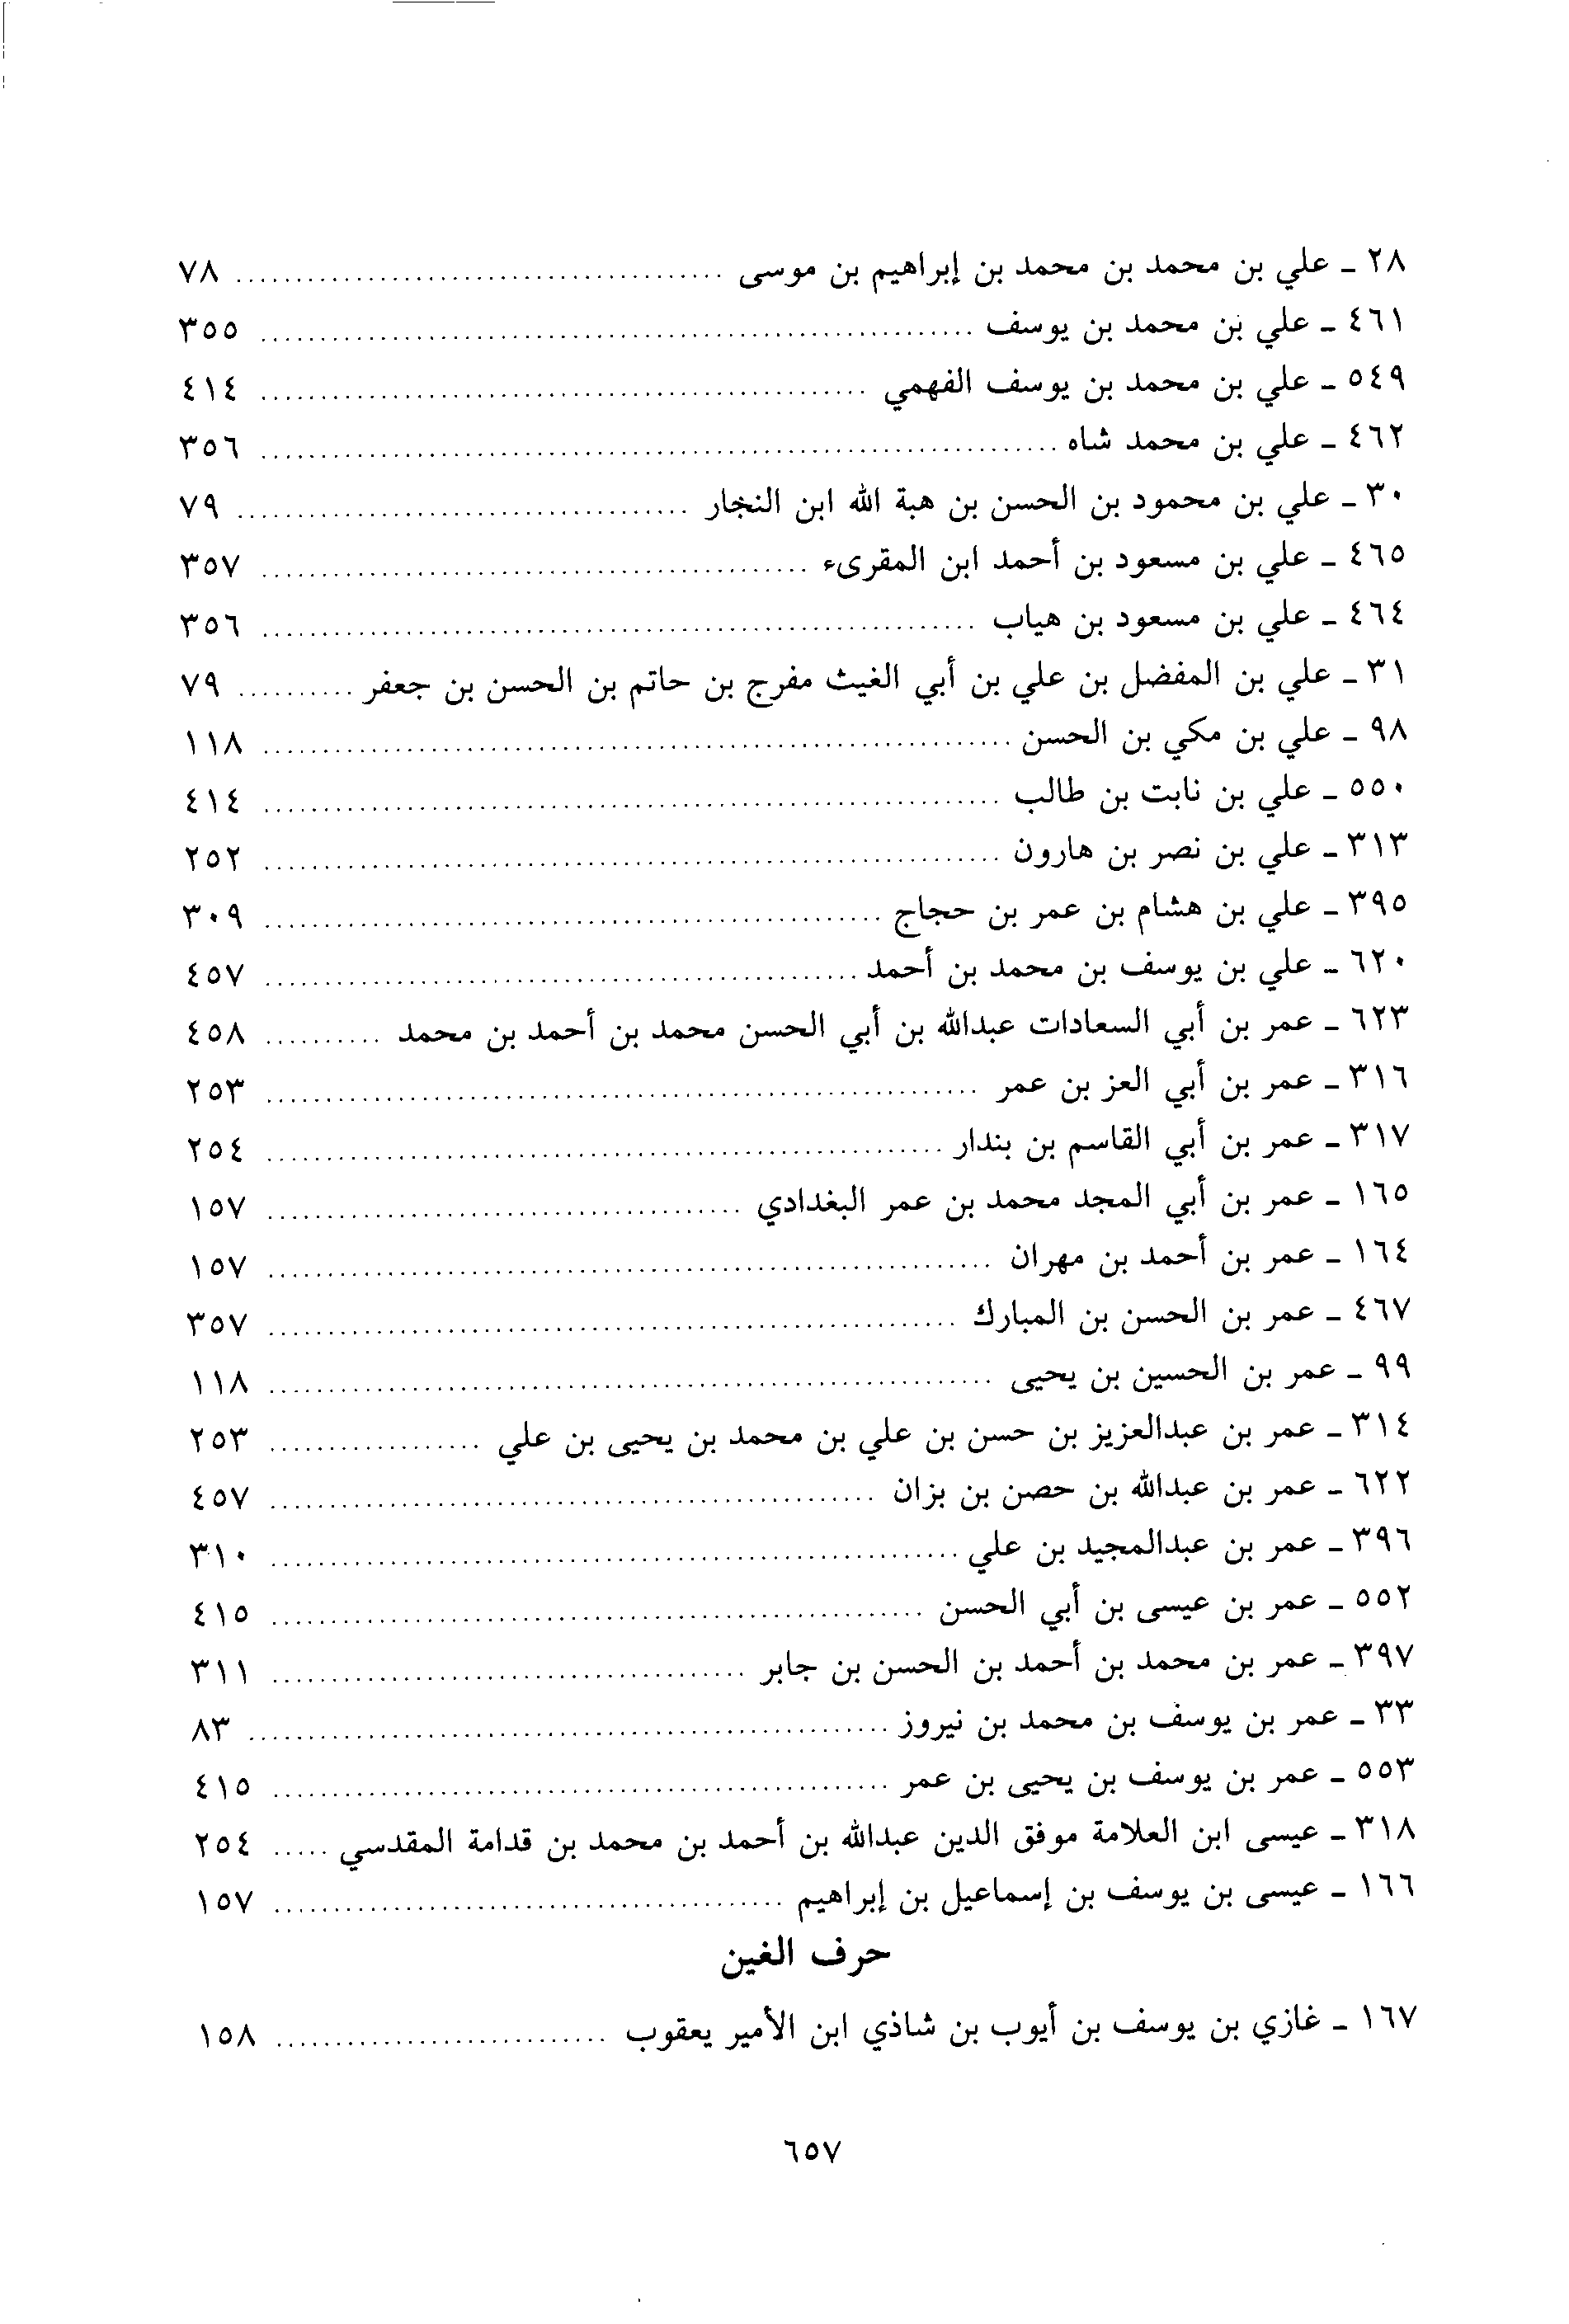 ٢٨ ـ علي بن محمد بن محمد بن إبراهيم بن موسى ........ ٧٨
٤٦١ ـ علي بن محمد بن يوسف ........ ٣٥٥
٥٤٩ ـ علي بن محمد بن يوسف الفهمي ........ ٤١٤
٤٦٢ ـ علي بن محمد شاه ........ ٣٥٦
٣٠ ـ علي بن محمود بن الحسن بن هبة الله ابن النجار ........ ٧٩
٤٦٥ ـ علي بن مسعود بن أحمد ابن المقرىء ........ ٣٥٧
٤٦٤ ـ علي بن مسعود بن هياب ........ ٣٥٦
٣١ ـ علي بن المفضل بن علي بن أبي الغيث مفرج بن حاتم بن الحسن بن جعفر ........ ٧٩
٩٨ ـ علي بن مكي بن الحسن ........ ١١٨
٥٥٠ ـ علي بن نابت بن طالب ........ ٤١٤
٣١٣ ـ علي بن نصر بن هارون ........ ٢٥٢
٣٩٥ ـ علي بن هشام بن عمر بن حجاج ........ ٣٠٩
٦٢٠ ـ علي بن يوسف بن محمد بن أحمد ........ ٤٥٧
٦٢٣ ـ عمر بن أبي السعادات عبدالله بن أبي الحسن محمد بن أحمد بن محمد ........ ٤٥٨
٣١٦ ـ عمر بن أبي العز بن عمر ........ ٢٥٣
٣١٧ ـ عمر بن أبي القاسم بن بندار ........ ٢٥٤
١٦٥ ـ عمر بن أبي المجد محمد بن عمر البغدادي ........ ١٥٧
١٦٤ ـ عمر بن أحمد بن مهران ........ ١٥٧
٤٦٧ ـ عمر بن الحسن بن المبارك ........ ٣٥٧
٩٩ ـ عمر بن الحسين بن يحيى ........ ١١٨
٣١٤ ـ عمر بن عبدالعزيز بن حسن بن علي بن محمد بن يحيى بن علي ........ ٢٥٣
٦٢٢ ـ عمر بن عبدالله بن حصن بن بزان ........ ٤٥٧
٣٩٦ ـ عمر بن عبدالمجيد بن علي ........ ٣١٠
٥٥٢ ـ عمر بن عيسى بن أبي الحسن ........ ٤١٥
٣٩٧ ـ عمر بن محمد بن أحمد بن الحسن بن جابر ........ ٣١١
٣٣ ـ عمر بن يوسف بن محمد بن نيروز ........ ٨٣
٥٥٣ ـ عمر بن يوسف بن يحيى بن عمر ........ ٤١٥
٣١٨ ـ عيسى ابن العلامة موفق الدين عبدالله بن أحمد بن محمد بن قدامة المقدسي ..... ٢٥٤
١٦٦ ـ عيسى بن يوسف بن إسماعيل بن إبراهيم ........ ١٥٧
حرف الغين
١٦٧ ـ غازي بن يوسف بن أيوب بن شاذي ابن الأمير يعقوب ........ ١٥٨
٦٥٧